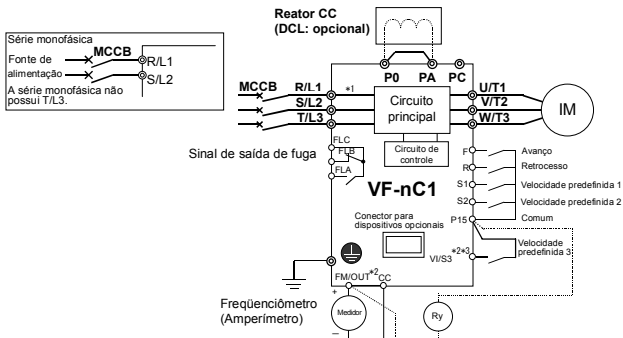 Série monofásica
Fonte de
alimentação
MCCB
R/L1
S/L2
A série monofásica não
possui T/L3.
Reator CC
(DCL: opcional)
P0 PA PC
MCCB
R/L1
S/L2
T/L3
*1
Circuito
principal
U/T1
V/T2
W/T3
IM
Circuito de
controle
Sinal de saída de fuga
FLC
FLB
FLA
VF-nC1
F
R
S1
S2
P15
Avanço
Retrocesso
Velocidade predefinida 1
Velocidade predefinida 2
Comum
Conector para
dispositivos opcionais
VI/S3
*2*3
Velocidade
predefinida 3
FM/OUT
*2
CC
Freqüenciômetro
(Amperímetro)
+
Medidor
–
Ry